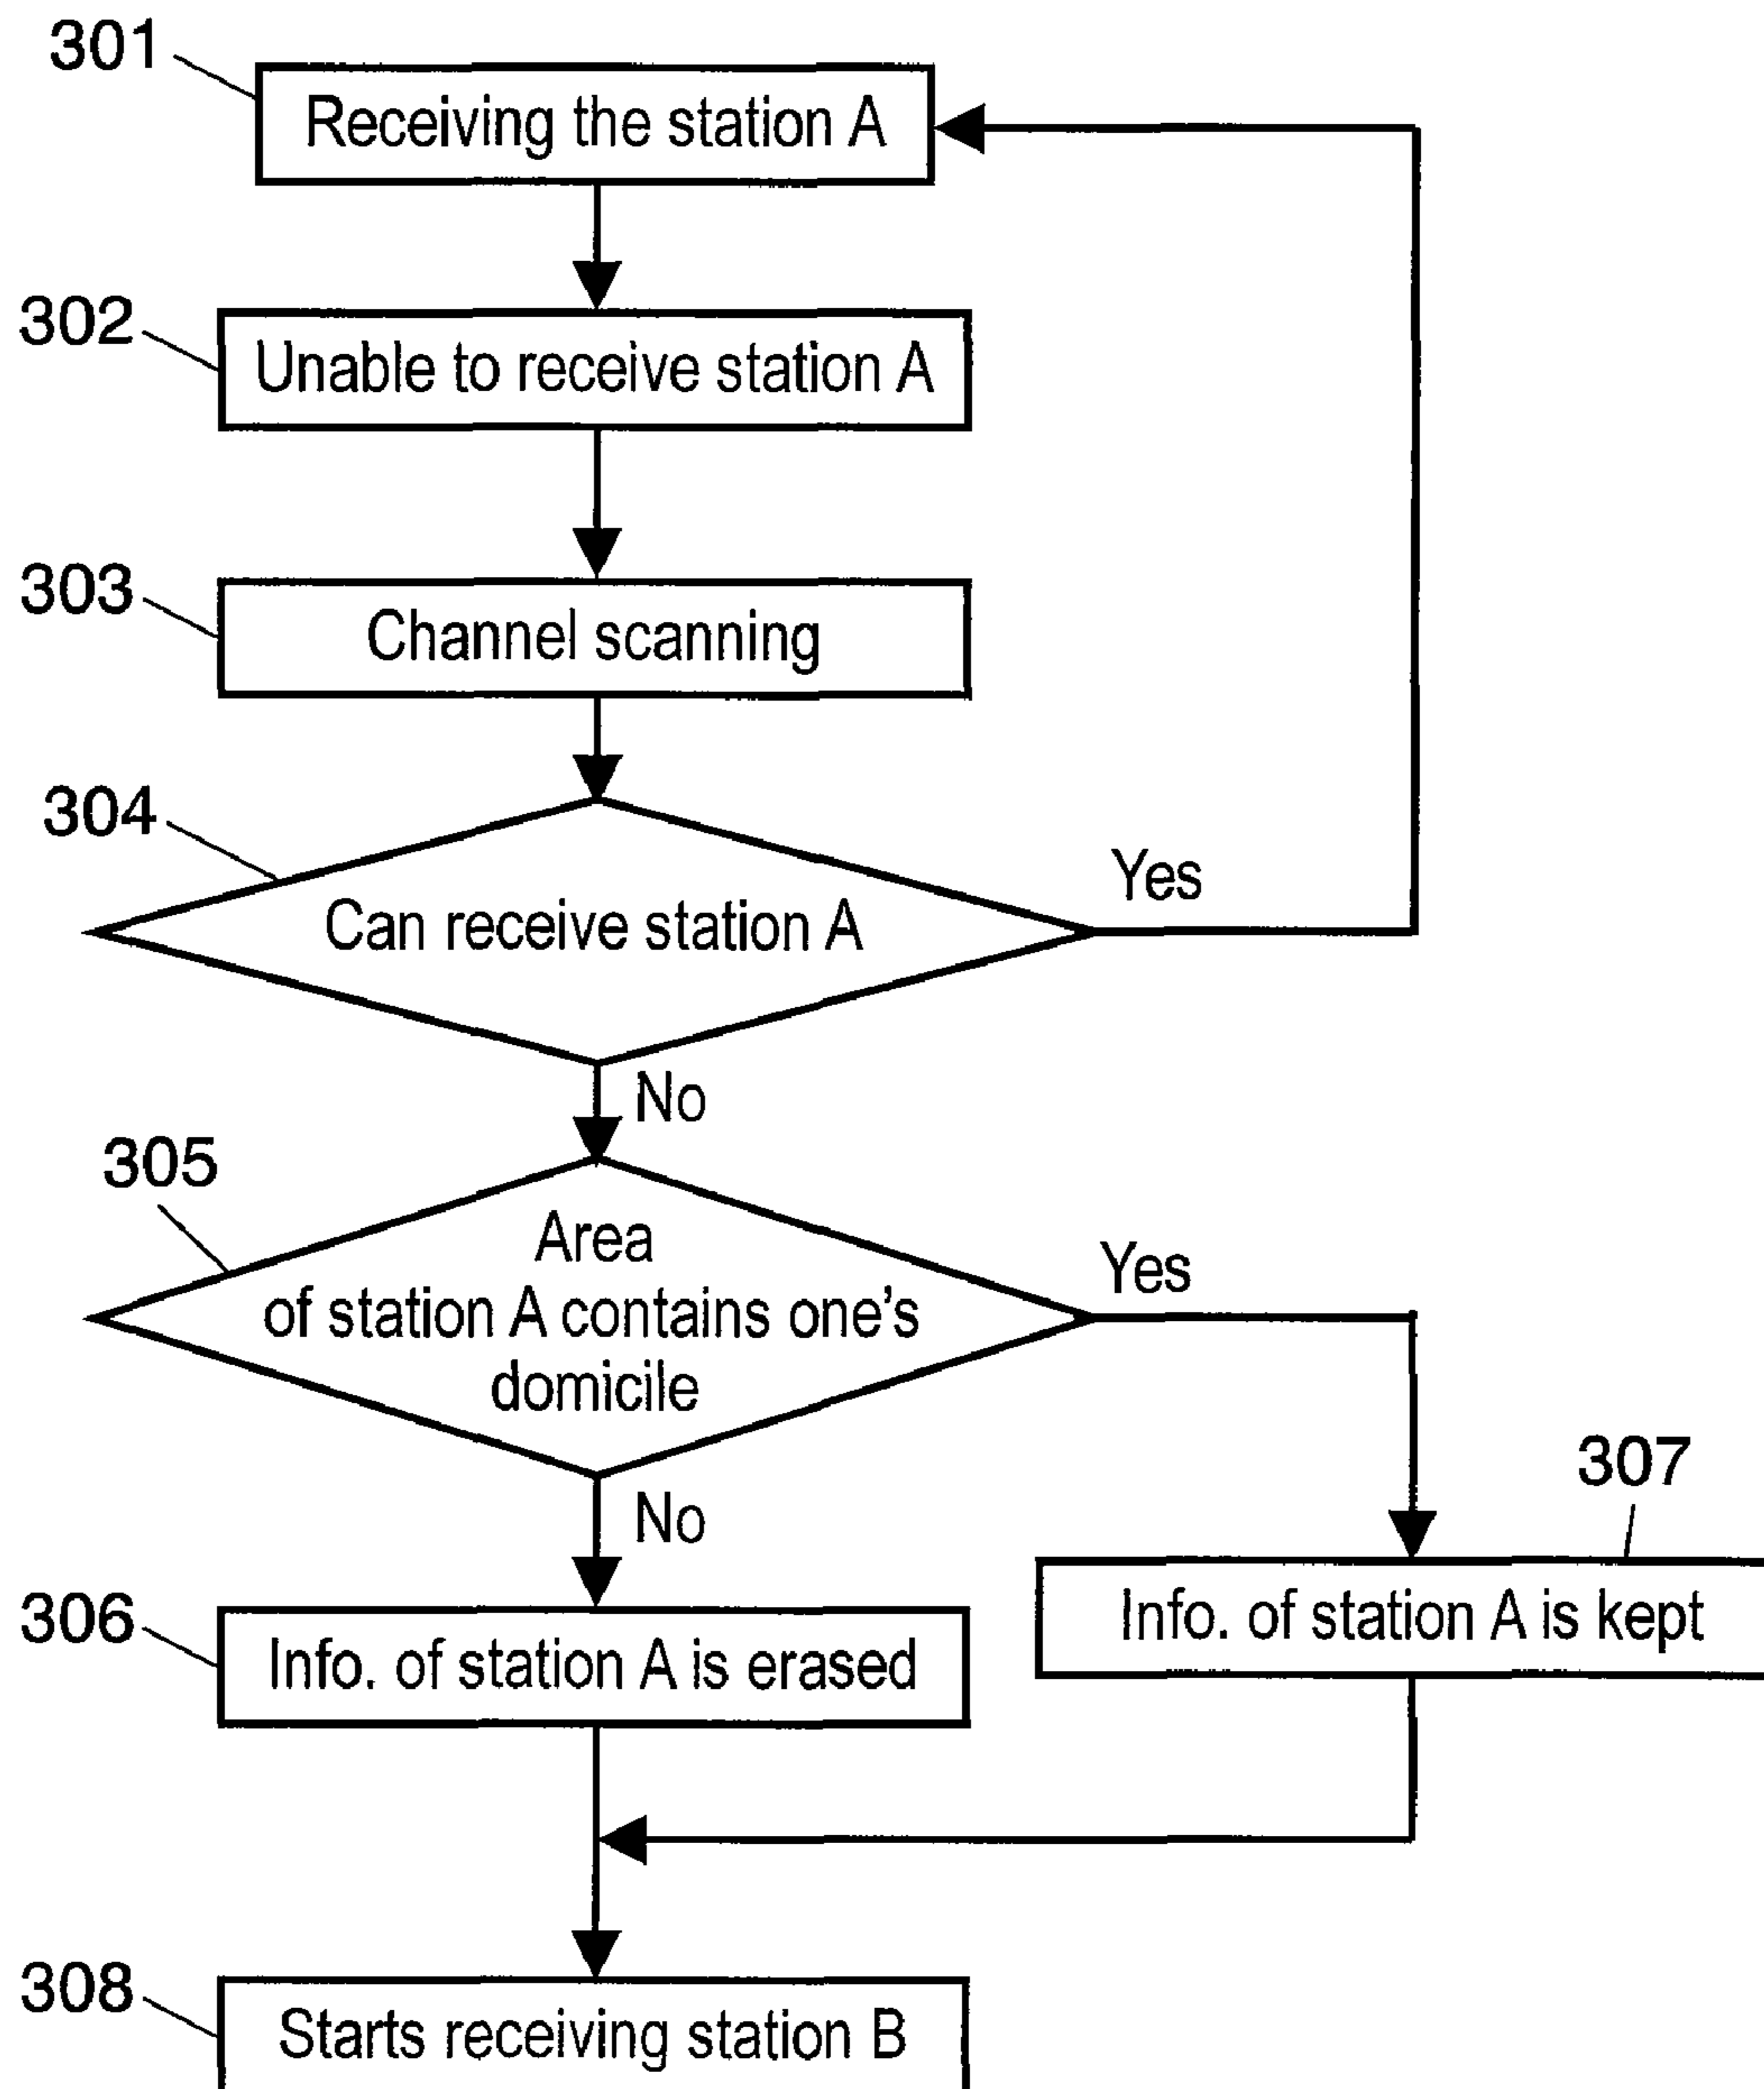 301
Receiving the station A
302
Unable to receive station A
303
Channel scanning
304
Can receive station A
Yes
No
305
Area
of station A contains one's
domicile
Yes
No
307
Info. of station A is kept
306
Info. of station A is erased
308
Starts receiving station B